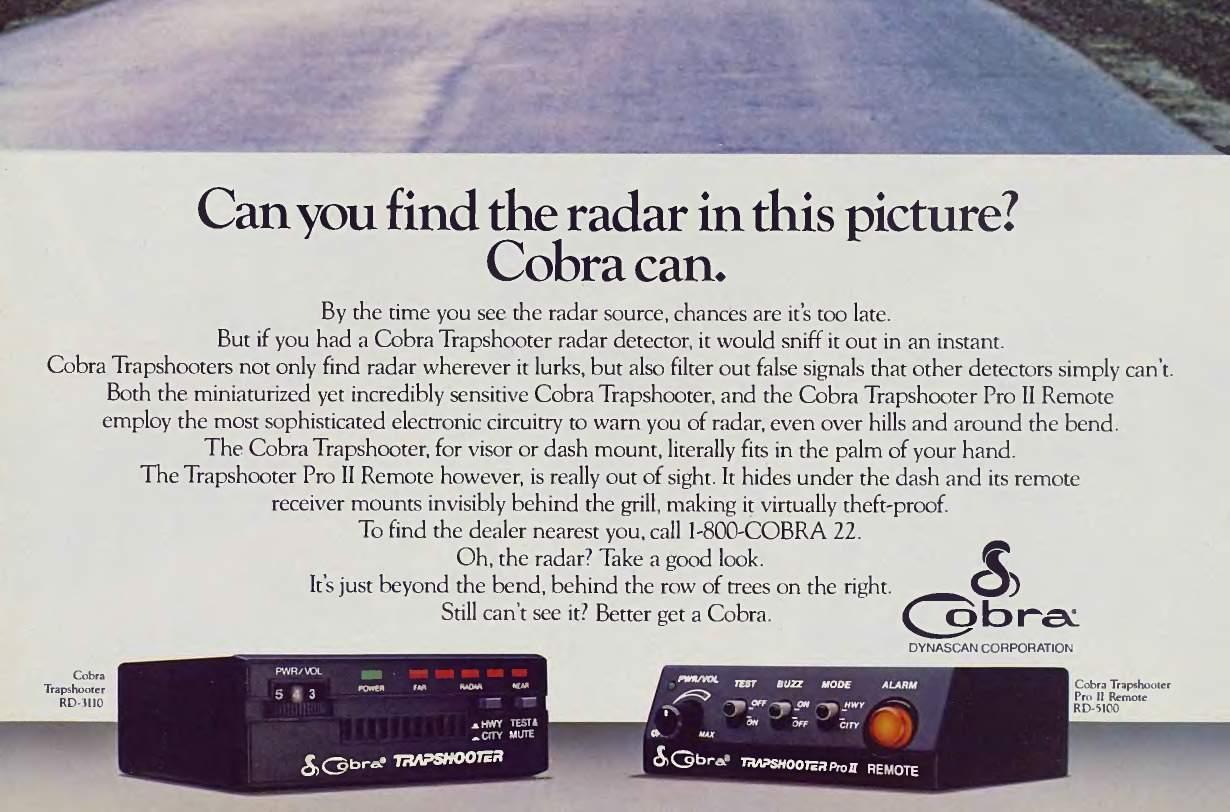 Can you find the radar in this picture?
Cobra can.
By the time you see the radar source, chances are it's too late.
But if you had a Cobra Trapshooter radar detector, it would sniff it out in an instant.
Cobra Trapshooters not only find radar wherever it lurks, but also filter out false signals that other detectors simply can't.
Both the miniaturized yet incredibly sensitive Cobra Trapshooter, and the Cobra Trapshooter Pro II Remote
employ the most sophisticated electronic circuitry to warn you of radar, even over hills and around the bend.
The Cobra Trapshooter, for visor or dash mount, literally fits in the palm of your hand.
The Trapshooter Pro II Remote however, is really out of sight. It hides under the dash and its remote
receiver mounts invisibly behind the grill, making it virtually theft-proof.
To find the dealer nearest you, call 1-800-COBRA 22.
Oh, the radar? Take a good look.
It's just beyond the bend, behind the row of trees on the right.
Still can't see it? Better get a Cobra.
Cobra®
DYNASCAN CORPORATION
Cobra
Trapshooter
RD-3110
PWR/VOL
5 4 3
POWER FAR RADAR NEAR
HWY TEST &
CITY MUTE
Cobra® TRAPSHOOTER
PWR/VOL TEST BUZZ MODE ALARM
OFF ON HWY
ON OFF CITY
MAX
Cobra® TRAPSHOOTER Pro II REMOTE
Cobra Trapshooter
Pro II Remote
RD-5100